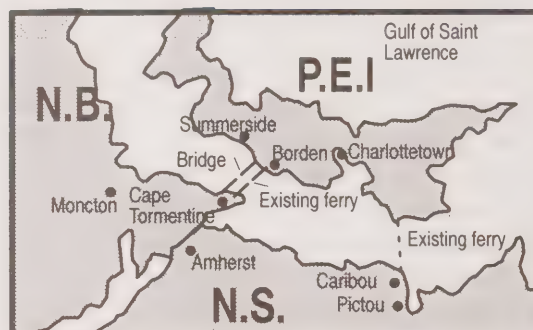 Gulf of Saint
Lawrence
P.E.I
N.B.
Summerside
Bridge
Borden
Charlottetown
Moncton
Cape
Tormentine
Existing ferry
Existing ferry
Amherst
Caribou
Pictou
N.S.